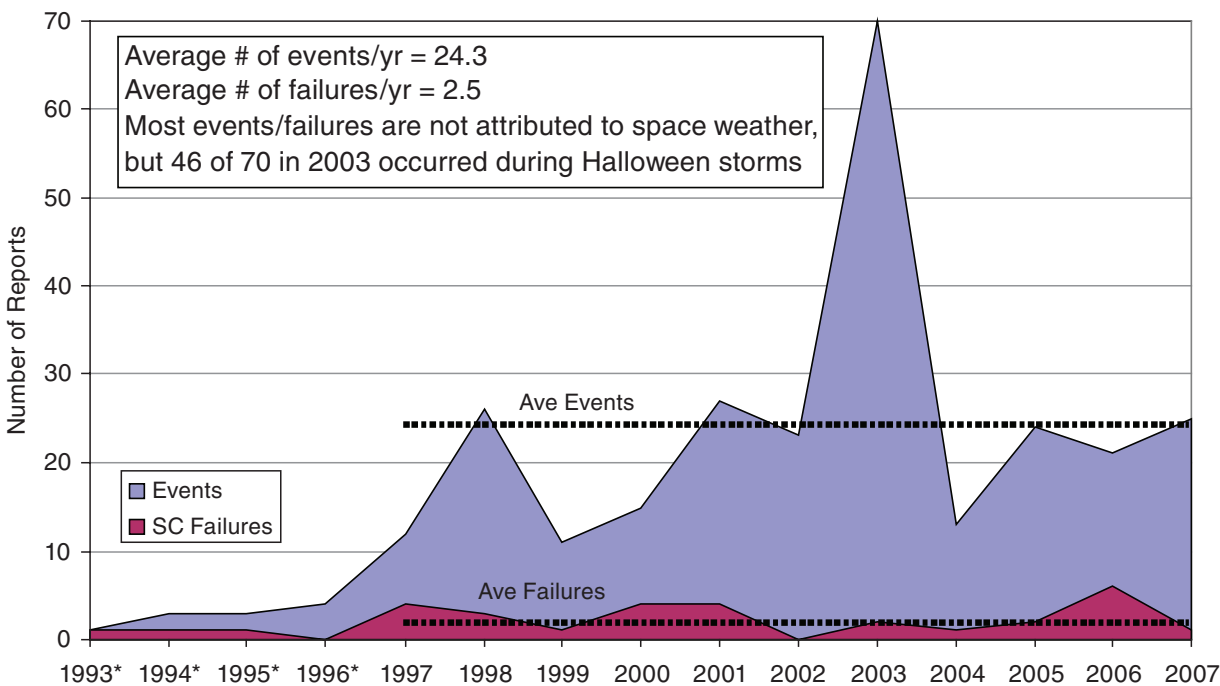 70
Average # of events/yr = 24.3
Average # of failures/yr = 2.5
Most events/failures are not attributed to space weather,
but 46 of 70 in 2003 occurred during Halloween storms
60
50
40
30
20
10
0
Number of Reports
Ave Events
Events
SC Failures
Ave Failures
1993* 1994* 1995* 1996* 1997 1998 1999 2000 2001 2002 2003 2004 2005 2006 2007